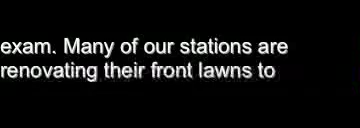 exam. Many of our stations are
renovating their front lawns to